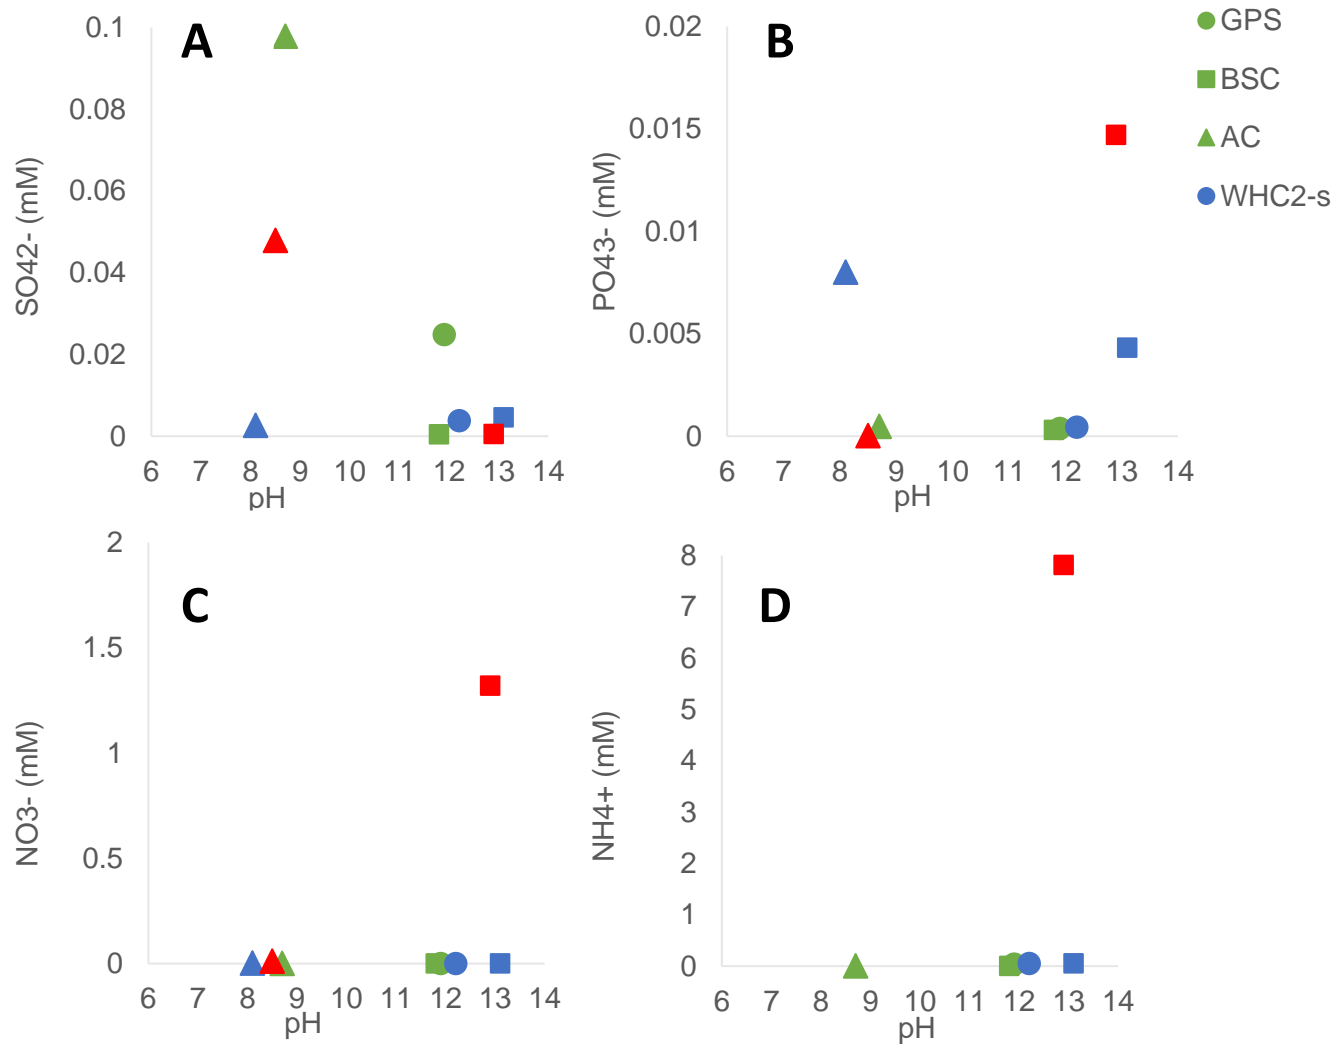 A
0.1
0.08
0.06
0.04
0.02
0
SO42- (mM)
6 7 8 9 10 11 12 13 14
pH
B
0.02
0.015
0.01
0.005
0
PO43- (mM)
6 7 8 9 10 11 12 13 14
pH
GPS
BSC
AC
WHC2-s
C
2
1.5
1
0.5
0
NO3- (mM)
6 7 8 9 10 11 12 13 14
pH
D
8
7
6
5
4
3
2
1
0
NH4+ (mM)
6 7 8 9 10 11 12 13 14
pH